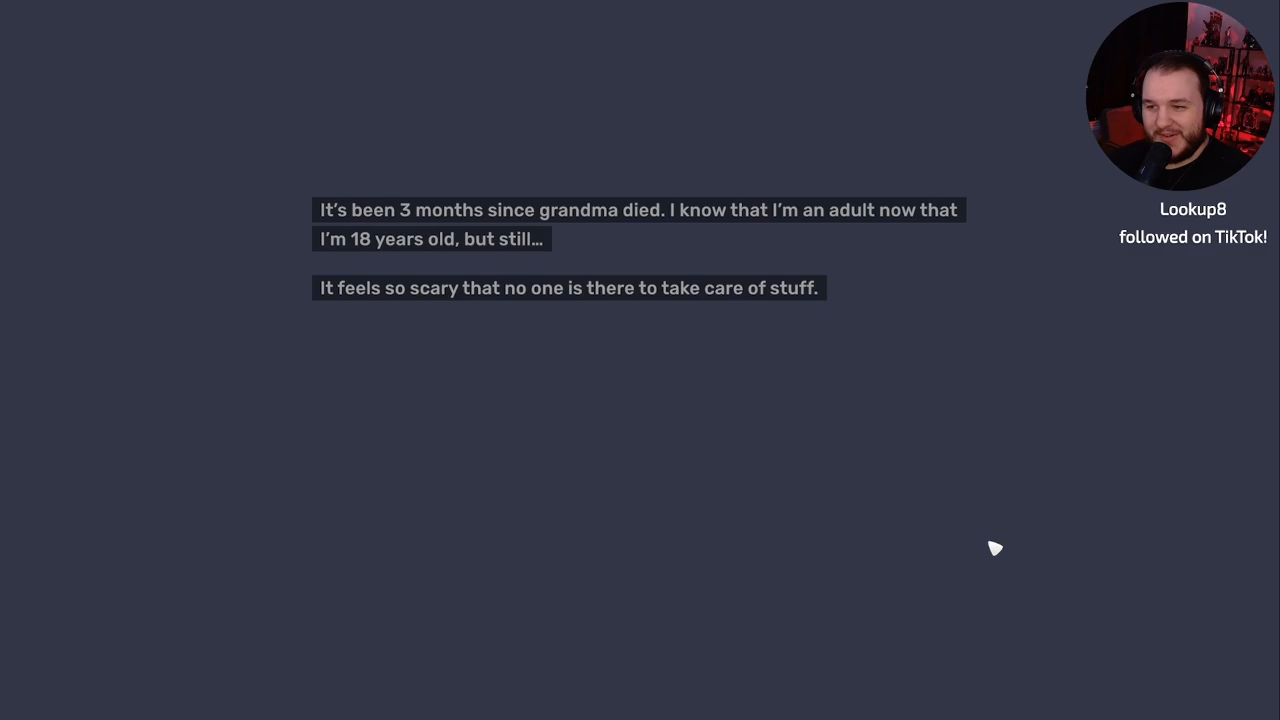 It's been 3 months since grandma died. I know that I'm an adult now that
I'm 18 years old, but still...
It feels so scary that no one is there to take care of stuff.
Lookup8
followed on TikTok!